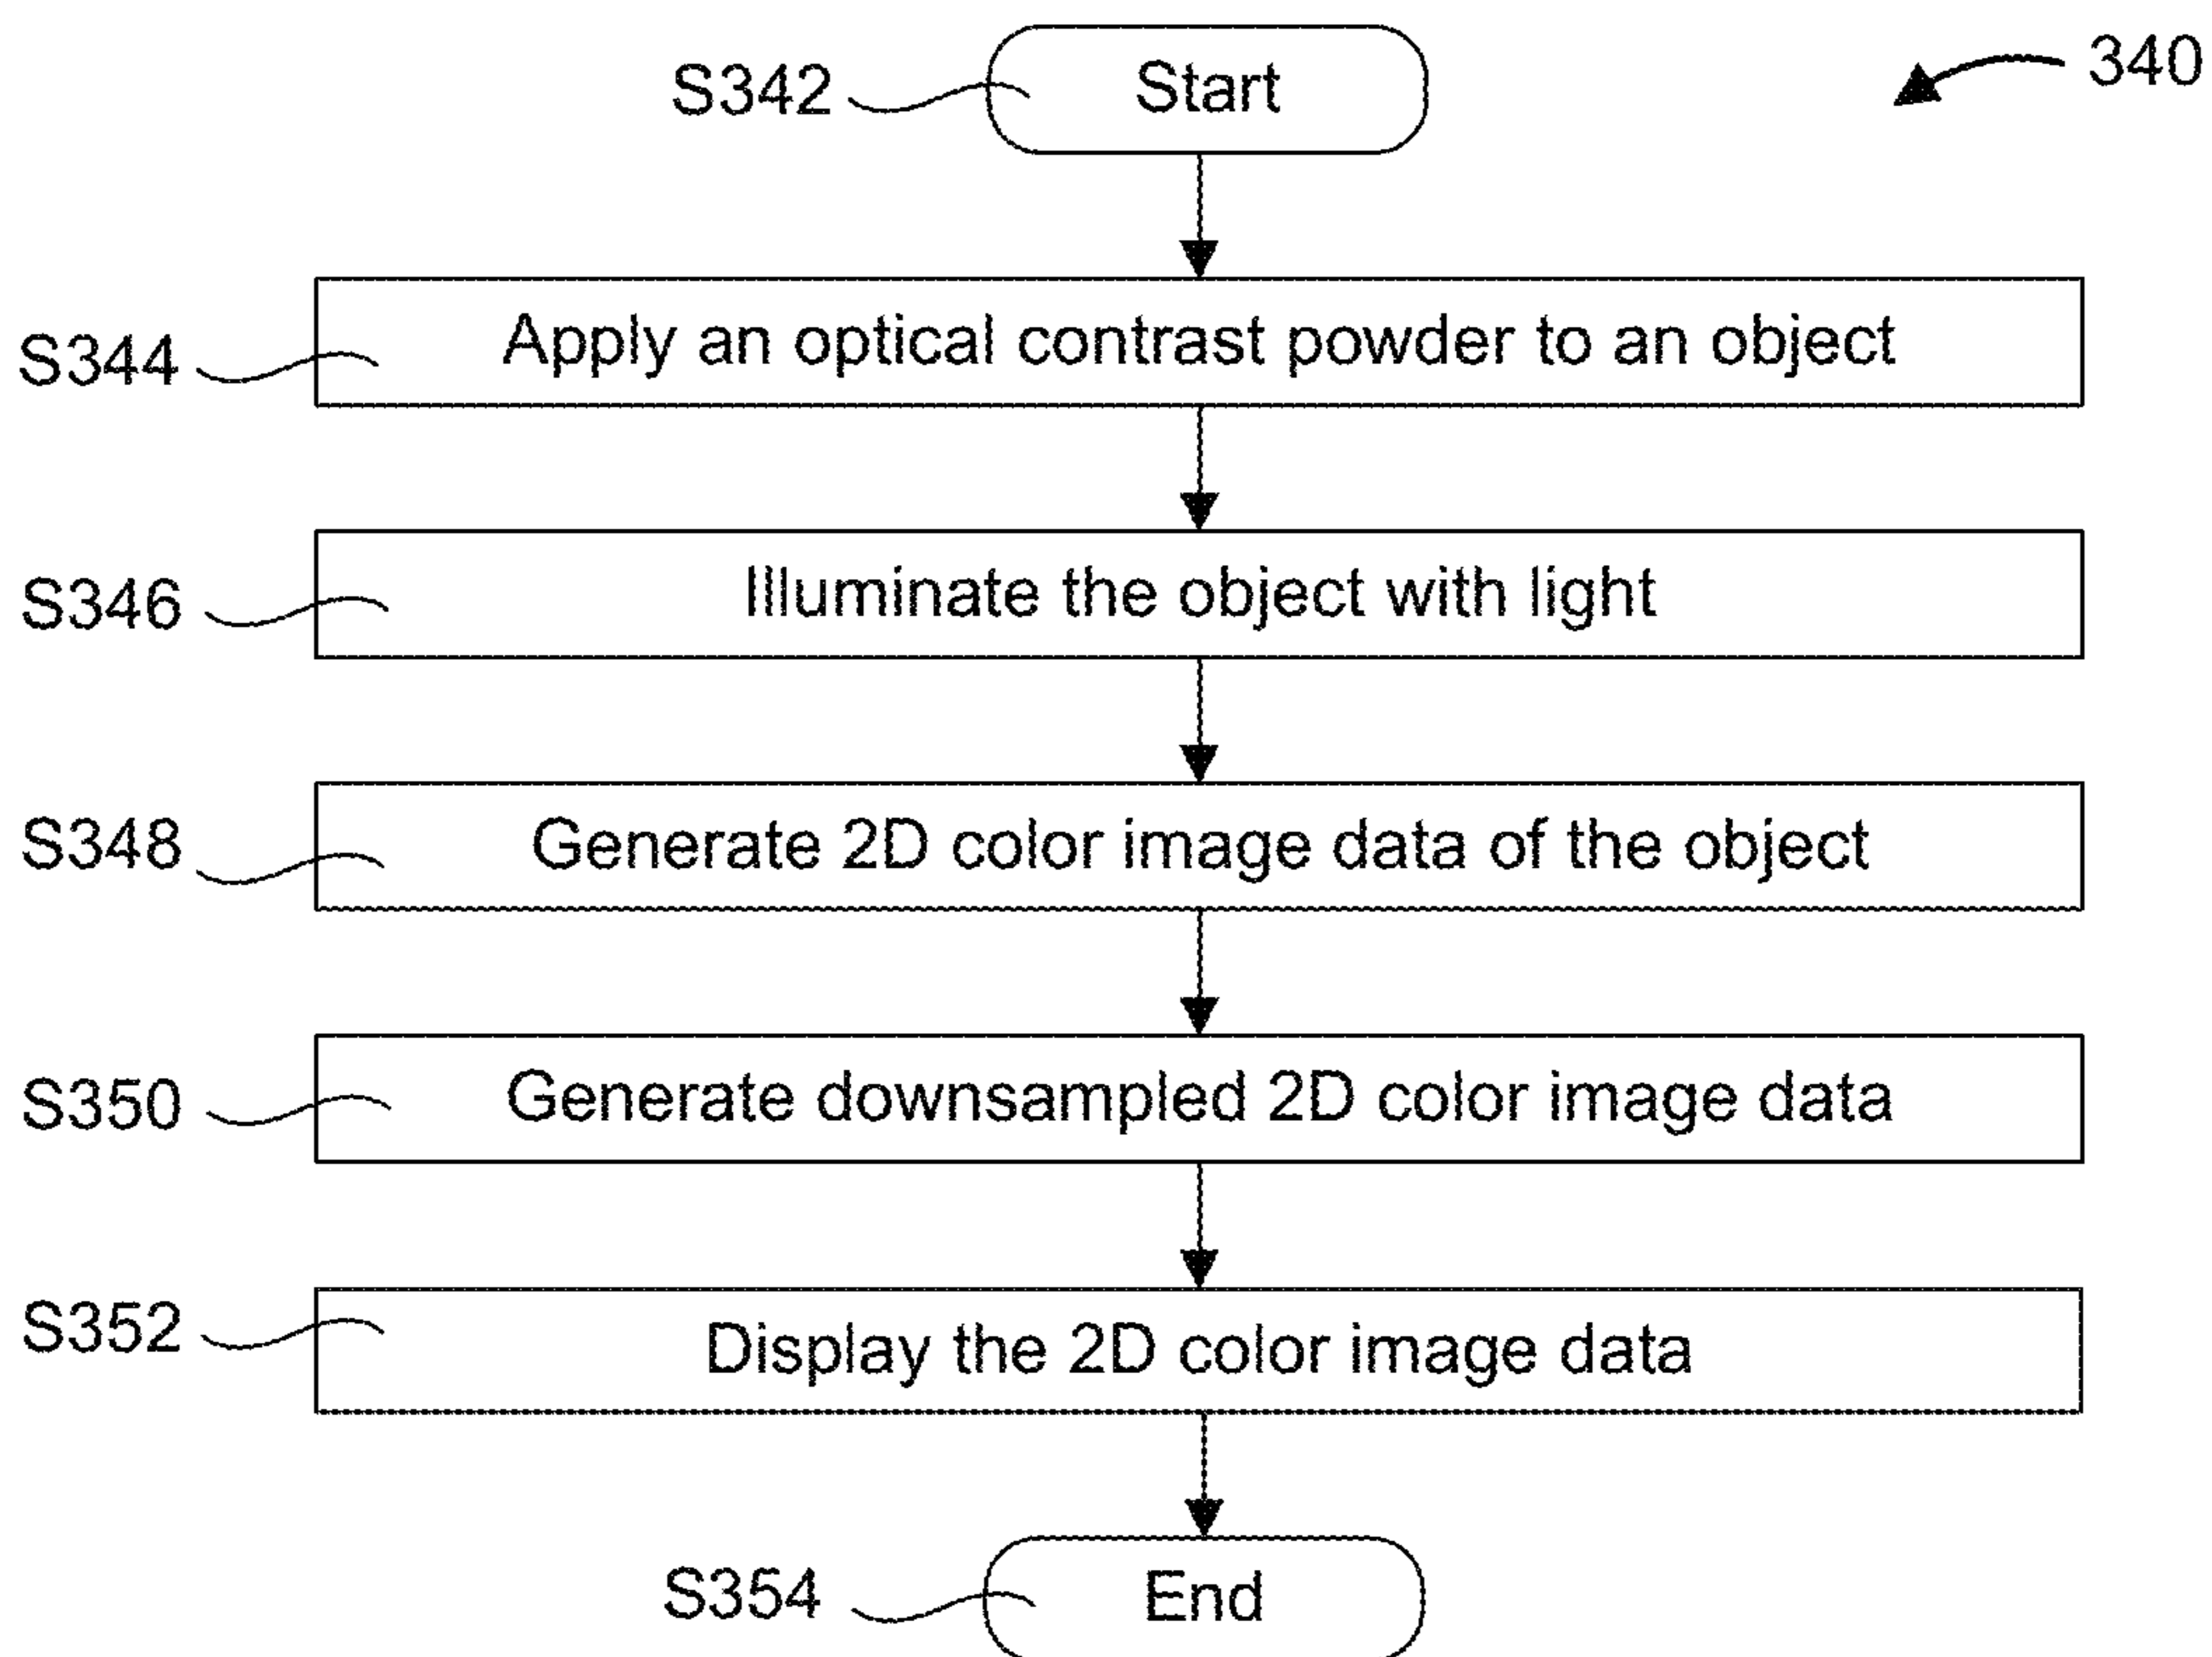 340
S342
Start
S344
Apply an optical contrast powder to an object
S346
Illuminate the object with light
S348
Generate 2D color image data of the object
S350
Generate downsampled 2D color image data
S352
Display the 2D color image data
S354
End